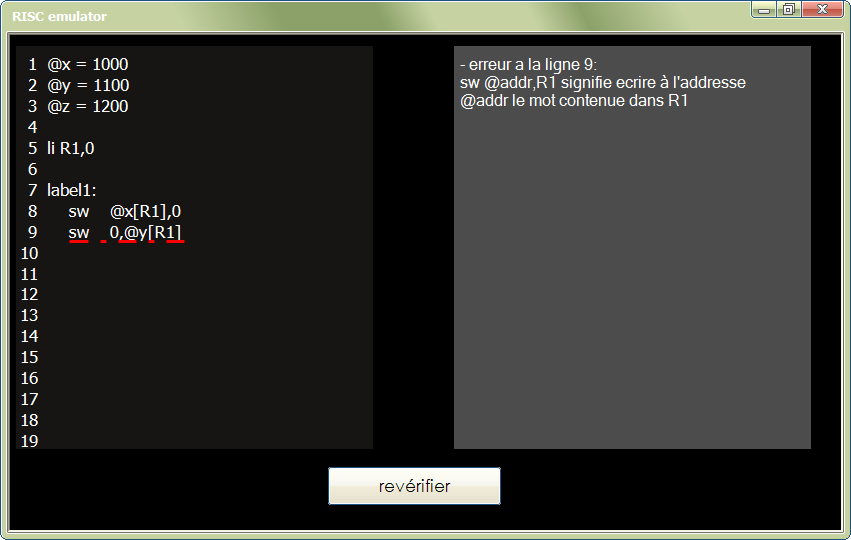 RISC emulator
1 @x = 1000
2 @y = 1100
3 @z = 1200
4
5 li R1,0
6
7 label1:
8 sw @x[R1],0
9 sw 0,@y[R1]
10
11
12
13
14
15
16
17
18
19
- erreur a la ligne 9:
sw @addr,R1 signifie ecrire à l'addresse
@addr le mot contenue dans R1
revérifier